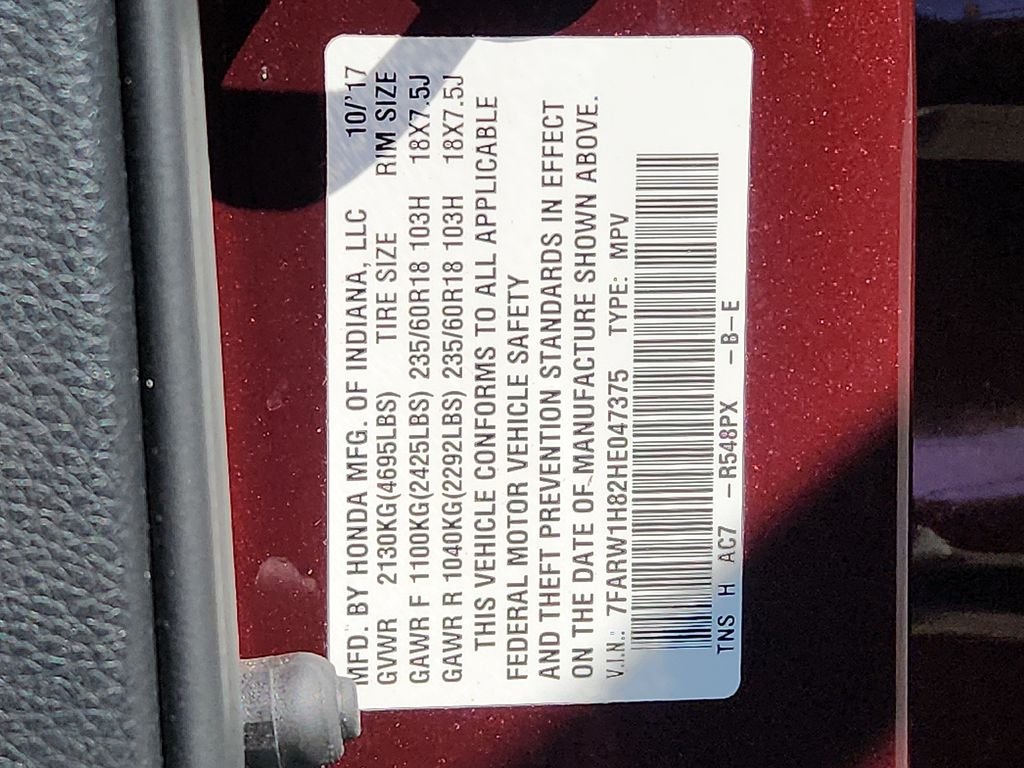 MFD. BY HONDA MFG. OF INDIANA, LLC 10/'17
GVWR 2130KG(4695LBS) TIRE SIZE RIM SIZE
GAWR F 1100KG(2425LBS) 235/60R18 103H 18X7.5J
GAWR R 1040KG(2292LBS) 235/60R18 103H 18X7.5J
THIS VEHICLE CONFORMS TO ALL APPLICABLE
FEDERAL MOTOR VEHICLE SAFETY
AND THEFT PREVENTION STANDARDS IN EFFECT
ON THE DATE OF MANUFACTURE SHOWN ABOVE.
V.I.N.: 7FARW1H82HE047375 TYPE: MPV
TNS H AC7 -R548PX -B-E